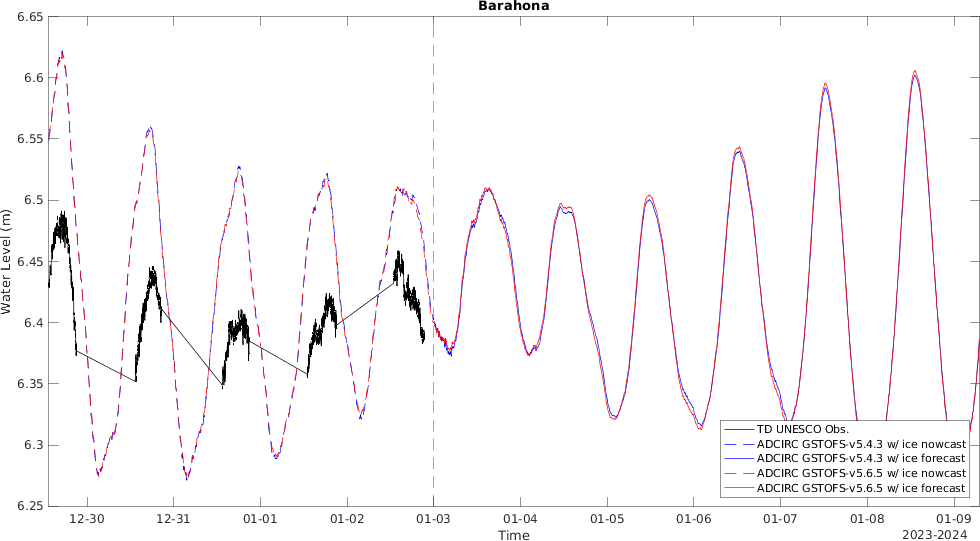 Barahona
6.65
6.6
6.55
6.5
6.45
6.4
6.35
6.3
6.25
Water Level (m)
TD UNESCO Obs.
ADCIRC GSTOFS-v5.4.3 w/ ice nowcast
ADCIRC GSTOFS-v5.4.3 w/ ice forecast
ADCIRC GSTOFS-v5.6.5 w/ ice nowcast
ADCIRC GSTOFS-v5.6.5 w/ ice forecast
12-30 12-31 01-01 01-02 01-03 01-04 01-05 01-06 01-07 01-08 01-09
Time
2023-2024